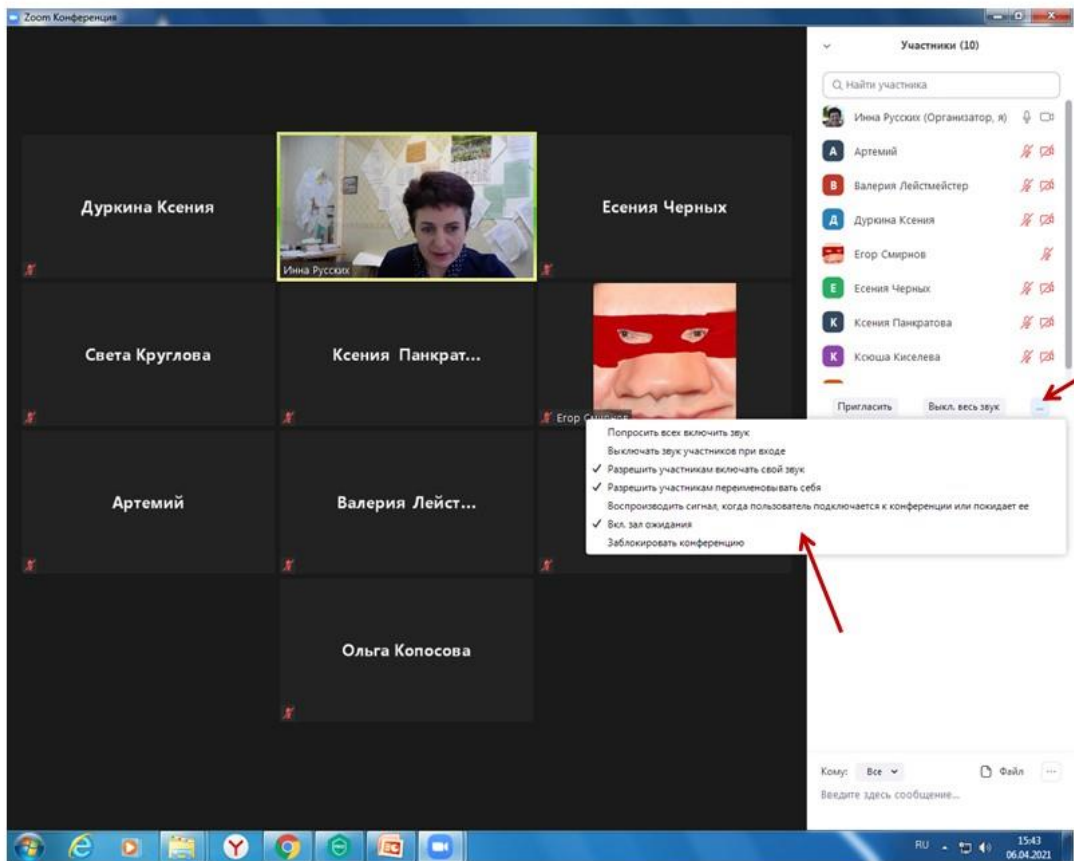 Zoom Конференция
Участники (10)
Найти участника
Инна Русских (Организатор, я)
А Артемий
В Валерия Лейстмейстер
Д Дуркина Ксения
Егор Смирнов
Е Есения Черных
К Ксения Панкратова
К Ксюша Киселева
Пригласить Выкл. весь звук ...
Дуркина Ксения
Инна Русских
Есения Черных
Света Круглова
Ксения Панкрат...
Егор Смирнов
Артемий
Валерия Лейст...
Ольга Копосова
Попросить всех включить звук
Выключать звук участников при входе
✓ Разрешить участникам включать свой звук
✓ Разрешить участникам переименовывать себя
Воспроизводить сигнал, когда пользователь подключается к конференции или покидает ее
✓ Вкл. зал ожидания
Заблокировать конференцию
Кому: Все Файл ...
Введите здесь сообщение...
RU 15:43
06.04.2021